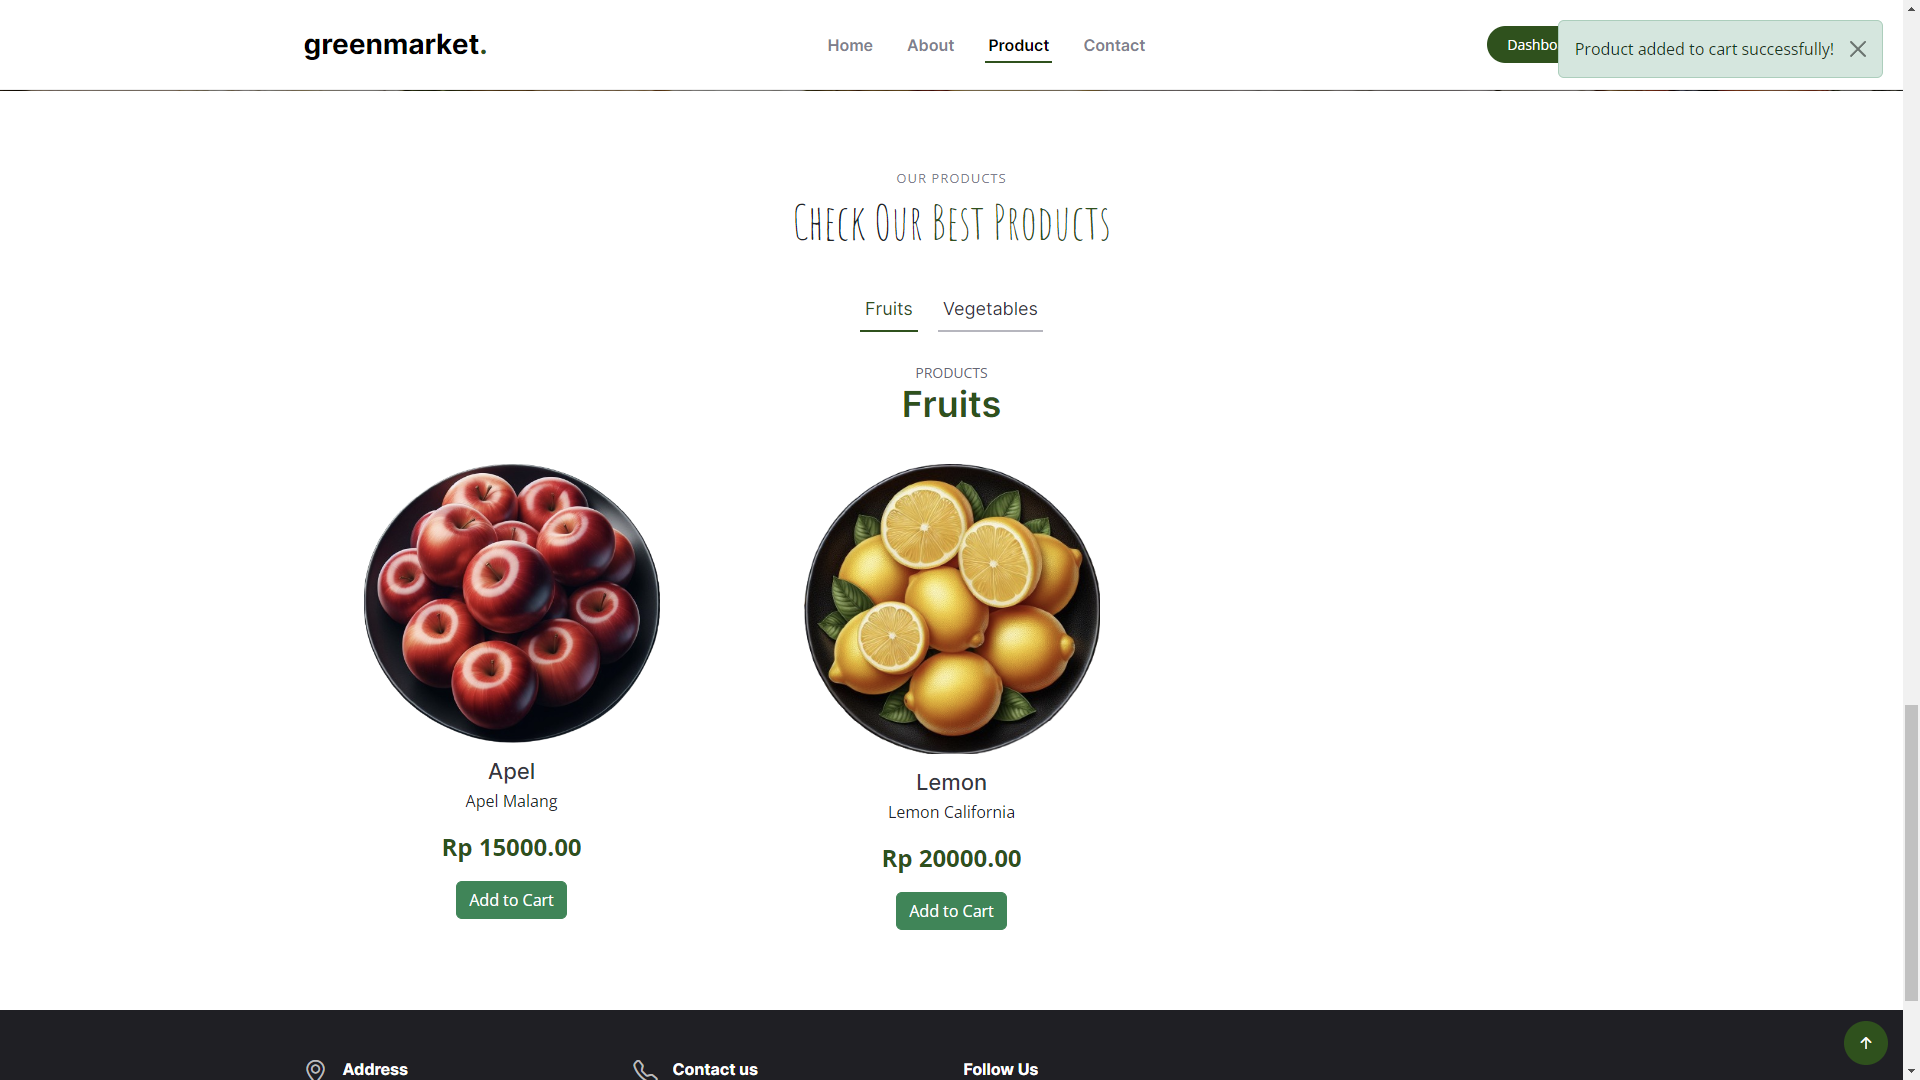 greenmarket.
Home About Product Contact
Product added to cart successfully!
OUR PRODUCTS
Check Our Best Products
Fruits Vegetables
PRODUCTS
Fruits
Apel
Apel Malang
Rp 15000.00
Add to Cart
Lemon
Lemon California
Rp 20000.00
Add to Cart
Address
Contact us
Follow Us